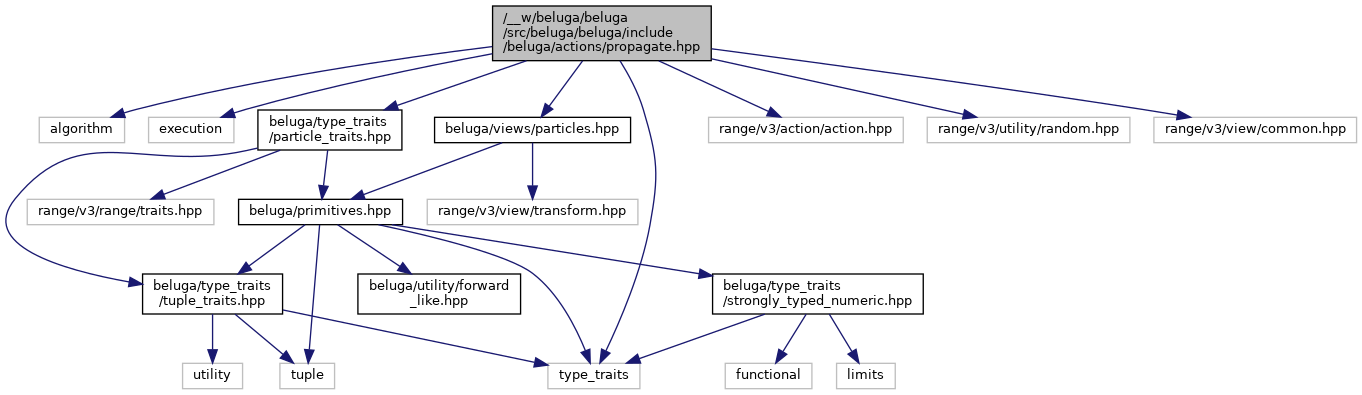 /__w/beluga/beluga
/src/beluga/beluga/include
/beluga/actions/propagate.hpp
algorithm
execution
beluga/type_traits
/particle_traits.hpp
beluga/views/particles.hpp
range/v3/action/action.hpp
range/v3/utility/random.hpp
range/v3/view/common.hpp
range/v3/range/traits.hpp
beluga/primitives.hpp
range/v3/view/transform.hpp
beluga/type_traits
/tuple_traits.hpp
beluga/utility/forward
_like.hpp
beluga/type_traits
/strongly_typed_numeric.hpp
utility
tuple
type_traits
functional
limits